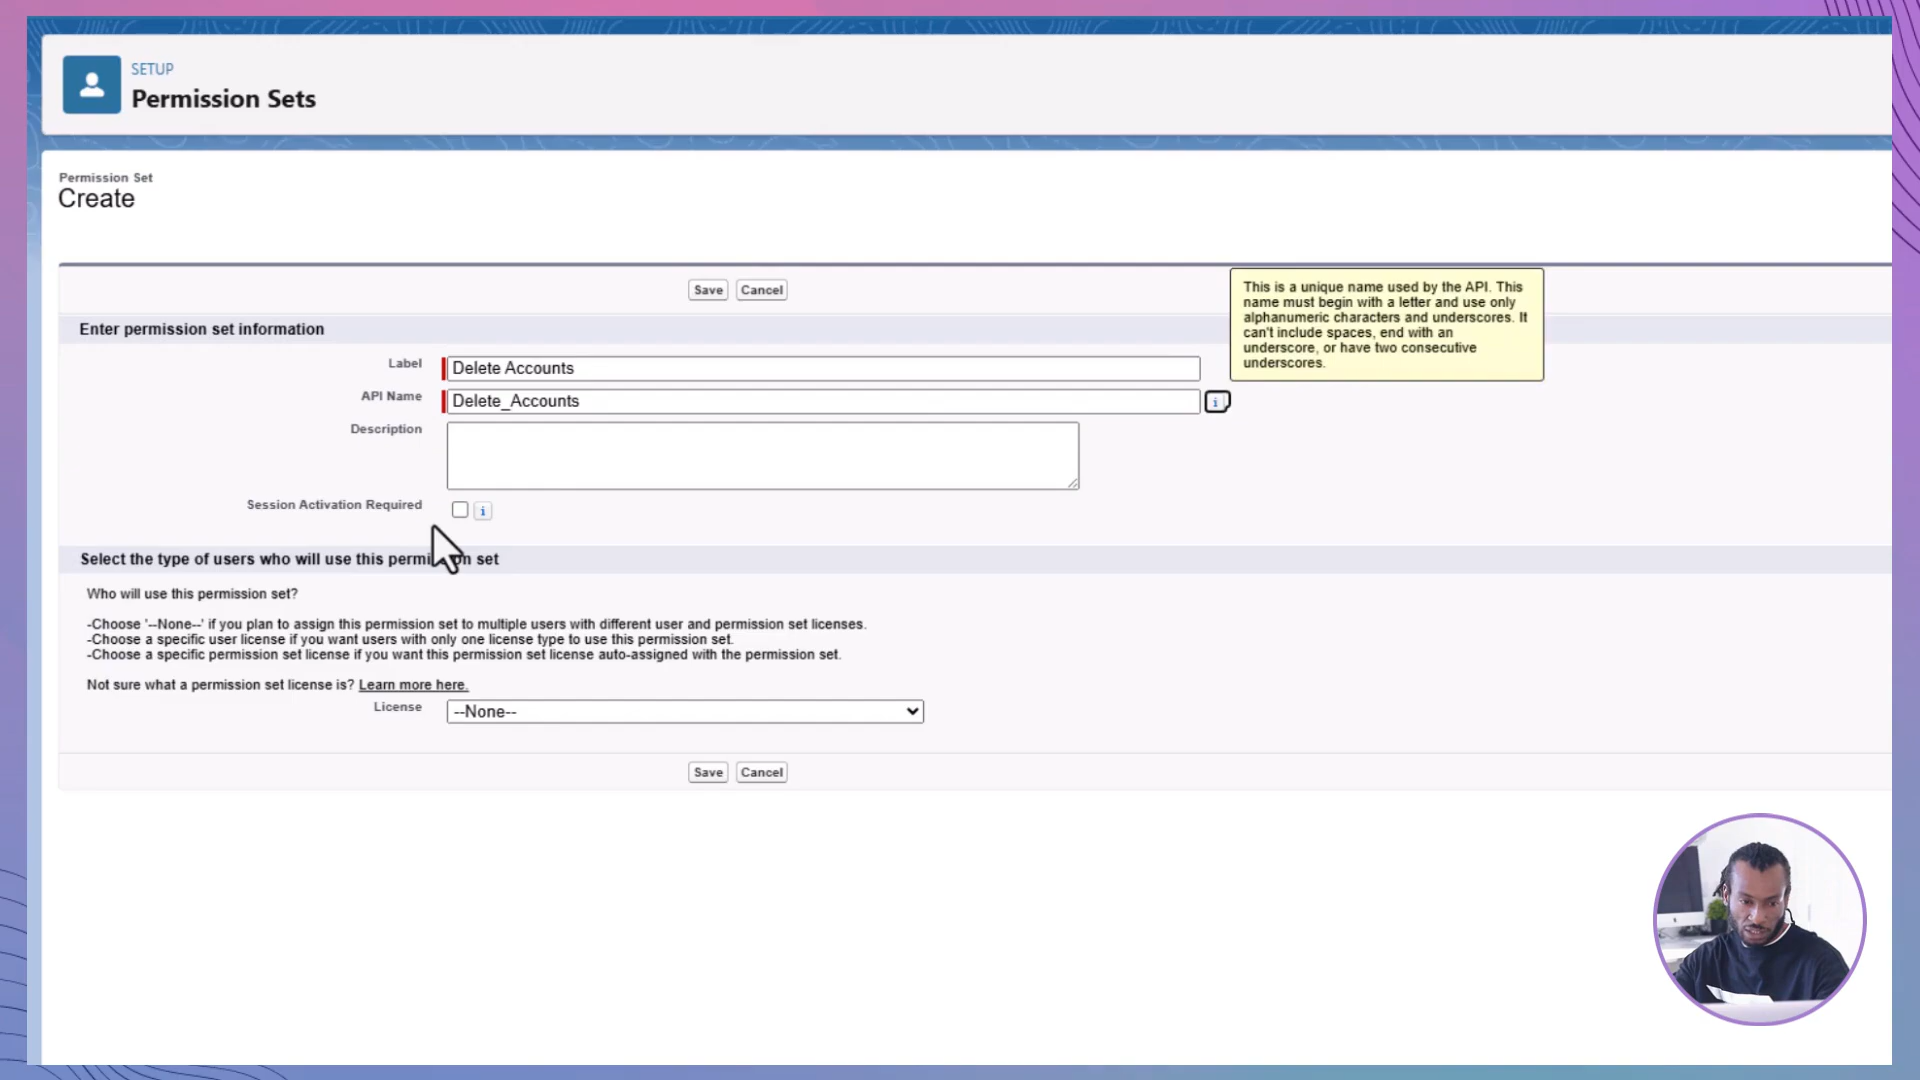 SETUP
Permission Sets
Permission Set
Create
Save Cancel
This is a unique name used by the API. This
name must begin with a letter and use only
alphanumeric characters and underscores. It
can't include spaces, end with an
underscore, or have two consecutive
underscores.
Enter permission set information
Label Delete Accounts
API Name Delete_Accounts i
Description
Session Activation Required i
Select the type of users who will use this permission set
Who will use this permission set?
-Choose '--None--' if you plan to assign this permission set to multiple users with different user and permission set licenses.
-Choose a specific user license if you want users with only one license type to use this permission set.
-Choose a specific permission set license if you want this permission set license auto-assigned with the permission set.
Not sure what a permission set license is? Learn more here.
License --None--
Save Cancel